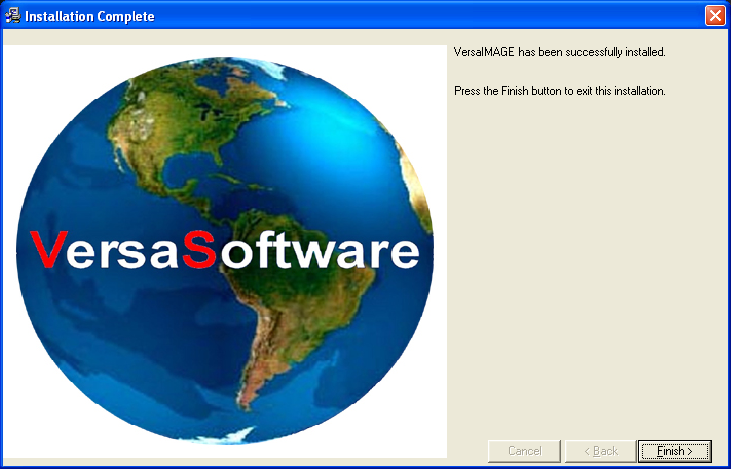 Installation Complete
VersaIMAGE has been successfully installed.
Press the Finish button to exit this installation.
VersaSoftware
Cancel
< Back
Finish >